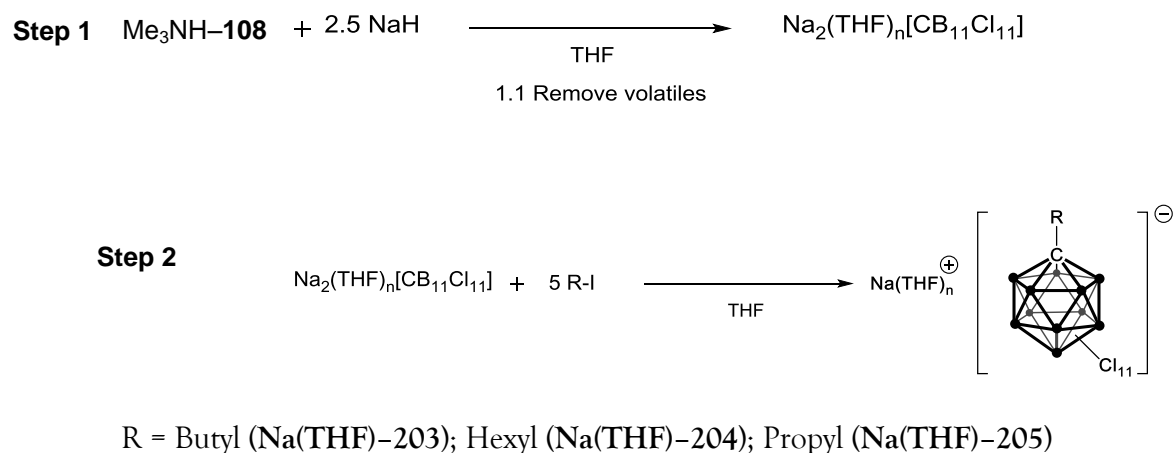 Step 1 Me₃NH–108 + 2.5 NaH Na₂(THF)ₙ[CB₁₁Cl₁₁]
THF
1.1 Remove volatiles
Step 2 Na₂(THF)ₙ[CB₁₁Cl₁₁] + 5 R-I Na(THF)ₙ⊕ R C Cl₁₁ ⊖
THF
R = Butyl (Na(THF)–203); Hexyl (Na(THF)–204); Propyl (Na(THF)–205)